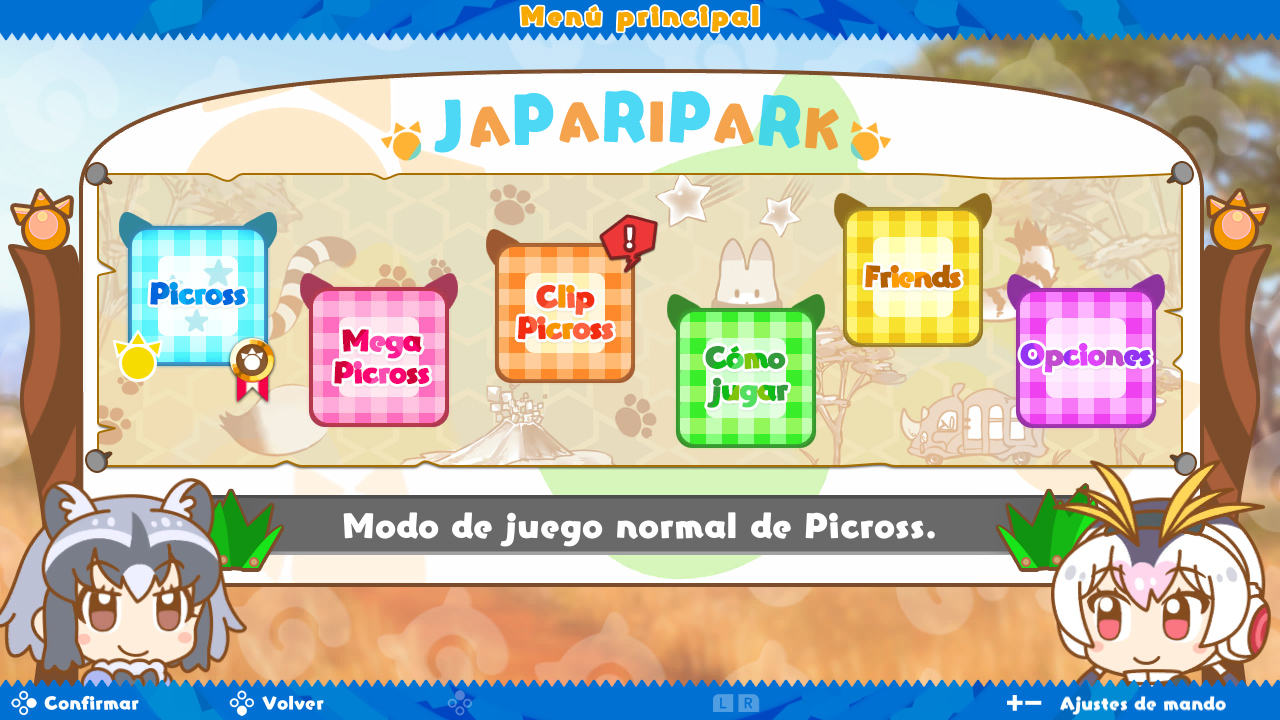 Menú principal
JAPARIPARK
Picross
Mega
Picross
Clip
Picross
!
Cómo
jugar
Friends
Opciones
Modo de juego normal de Picross.
Confirmar
Volver
L R
Ajustes de mando